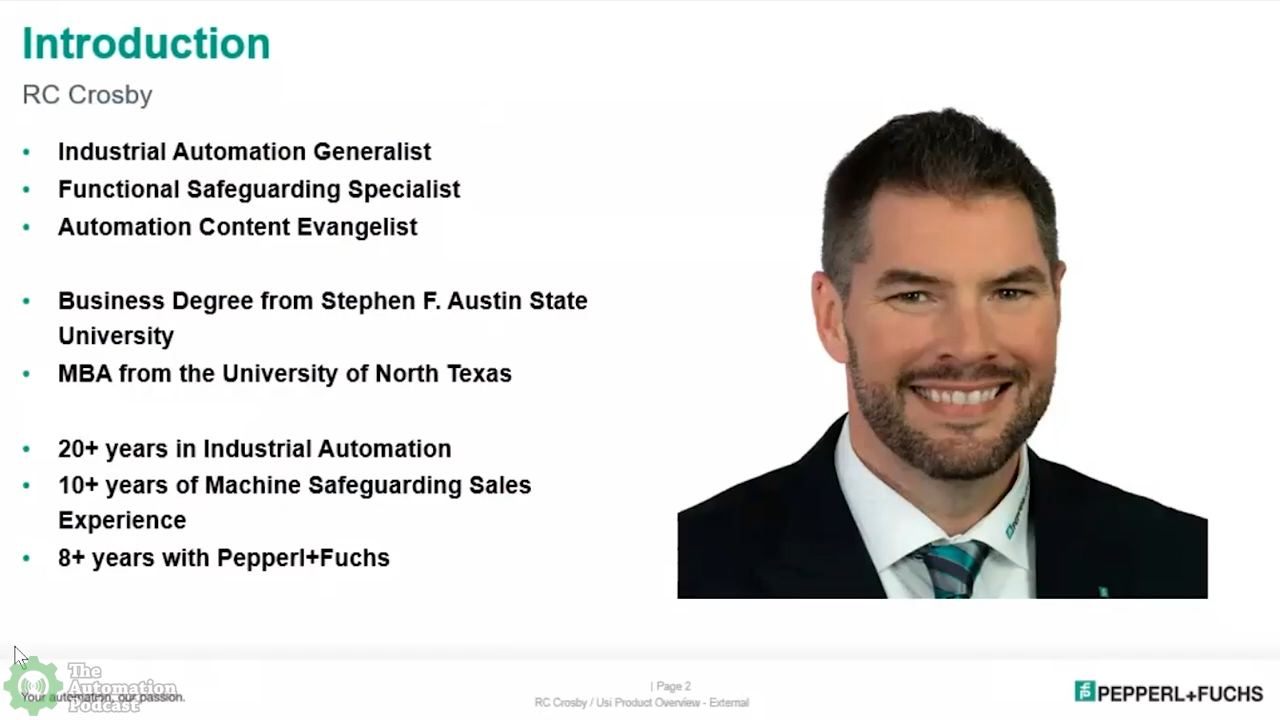 Introduction
RC Crosby
• Industrial Automation Generalist
• Functional Safeguarding Specialist
• Automation Content Evangelist
• Business Degree from Stephen F. Austin State
University
• MBA from the University of North Texas
• 20+ years in Industrial Automation
• 10+ years of Machine Safeguarding Sales
Experience
• 8+ years with Pepperl+Fuchs
The
Automation
Podcast
Your automation, our passion.
| Page 2
RC Crosby / Usi Product Overview - External
PEPPERL+FUCHS